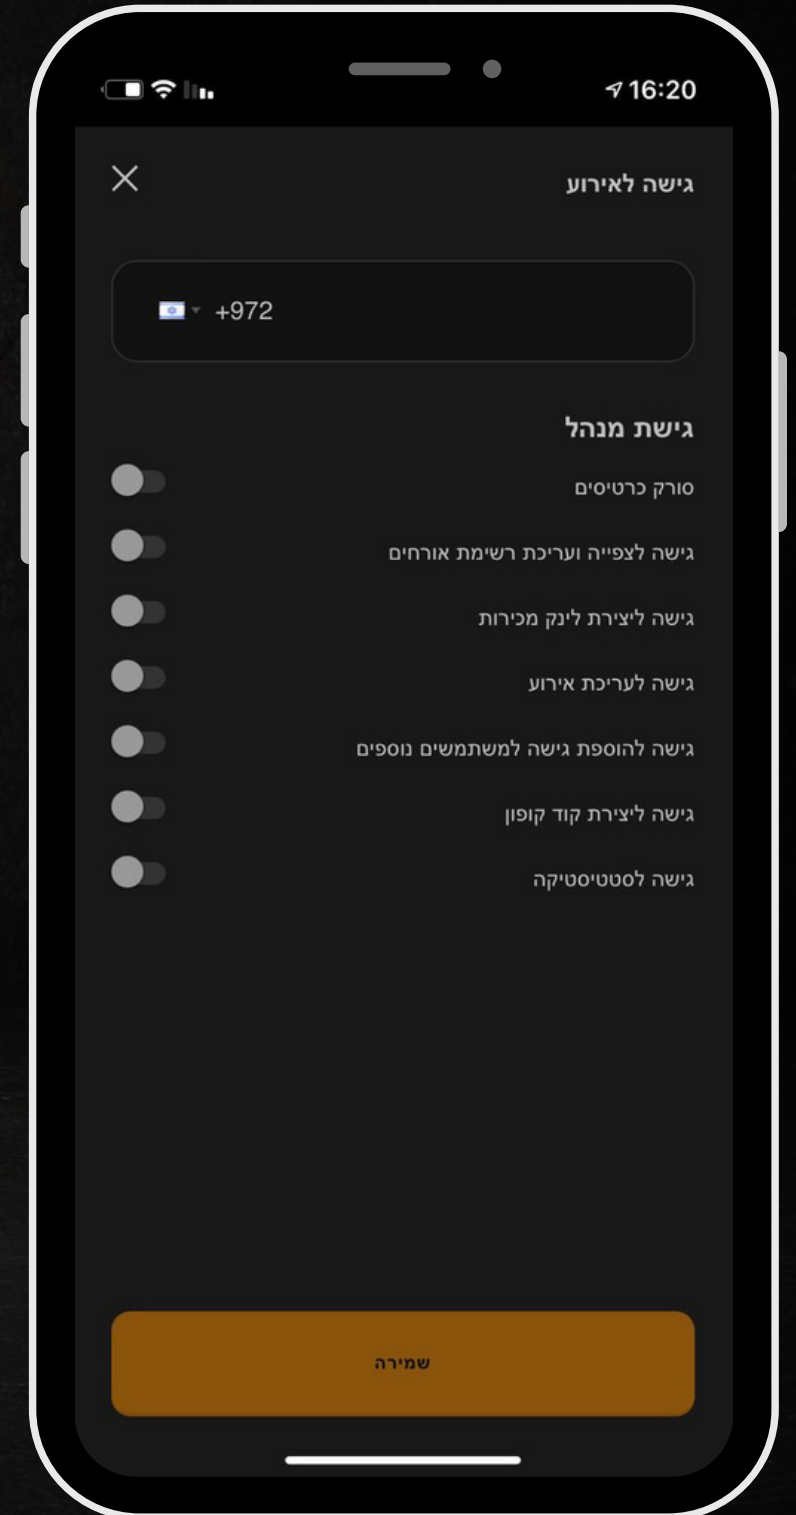 16:20
גישה לאירוע
+972
גישת מנהל
סורק כרטיסים
גישה לצפייה ועריכת רשימת אורחים
גישה ליצירת לינק מכירות
גישה לעריכת אירוע
גישה להוספת גישה למשתמשים נוספים
גישה ליצירת קוד קופון
גישה לסטטיסטיקה
שמירה